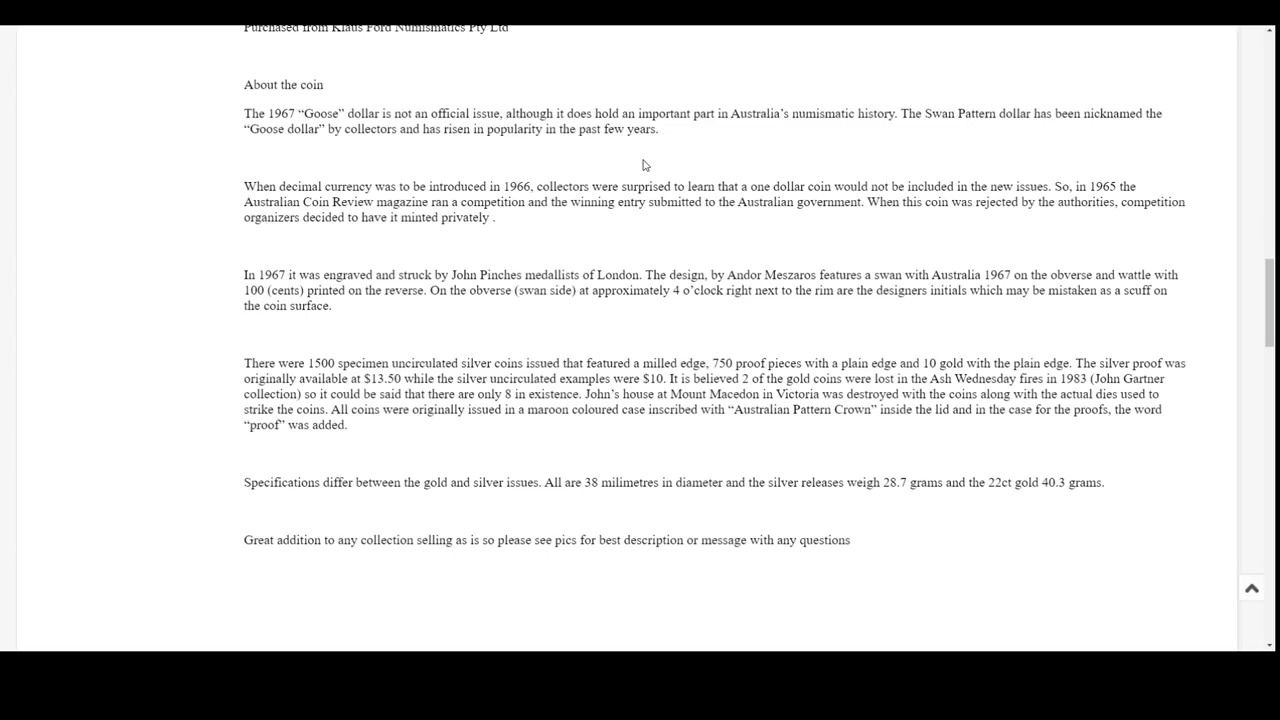 Purchased from Klaus Ford Numismatics Pty Ltd
About the coin
The 1967 “Goose” dollar is not an official issue, although it does hold an important part in Australia’s numismatic history. The Swan Pattern dollar has been nicknamed the
“Goose dollar” by collectors and has risen in popularity in the past few years.
When decimal currency was to be introduced in 1966, collectors were surprised to learn that a one dollar coin would not be included in the new issues. So, in 1965 the
Australian Coin Review magazine ran a competition and the winning entry submitted to the Australian government. When this coin was rejected by the authorities, competition
organizers decided to have it minted privately .
In 1967 it was engraved and struck by John Pinches medallists of London. The design, by Andor Meszaros features a swan with Australia 1967 on the obverse and wattle with
100 (cents) printed on the reverse. On the obverse (swan side) at approximately 4 o’clock right next to the rim are the designers initials which may be mistaken as a scuff on
the coin surface.
There were 1500 specimen uncirculated silver coins issued that featured a milled edge, 750 proof pieces with a plain edge and 10 gold with the plain edge. The silver proof was
originally available at $13.50 while the silver uncirculated examples were $10. It is believed 2 of the gold coins were lost in the Ash Wednesday fires in 1983 (John Gartner
collection) so it could be said that there are only 8 in existence. John’s house at Mount Macedon in Victoria was destroyed with the coins along with the actual dies used to
strike the coins. All coins were originally issued in a maroon coloured case inscribed with “Australian Pattern Crown” inside the lid and in the case for the proofs, the word
“proof” was added.
Specifications differ between the gold and silver issues. All are 38 milimetres in diameter and the silver releases weigh 28.7 grams and the 22ct gold 40.3 grams.
Great addition to any collection selling as is so please see pics for best description or message with any questions